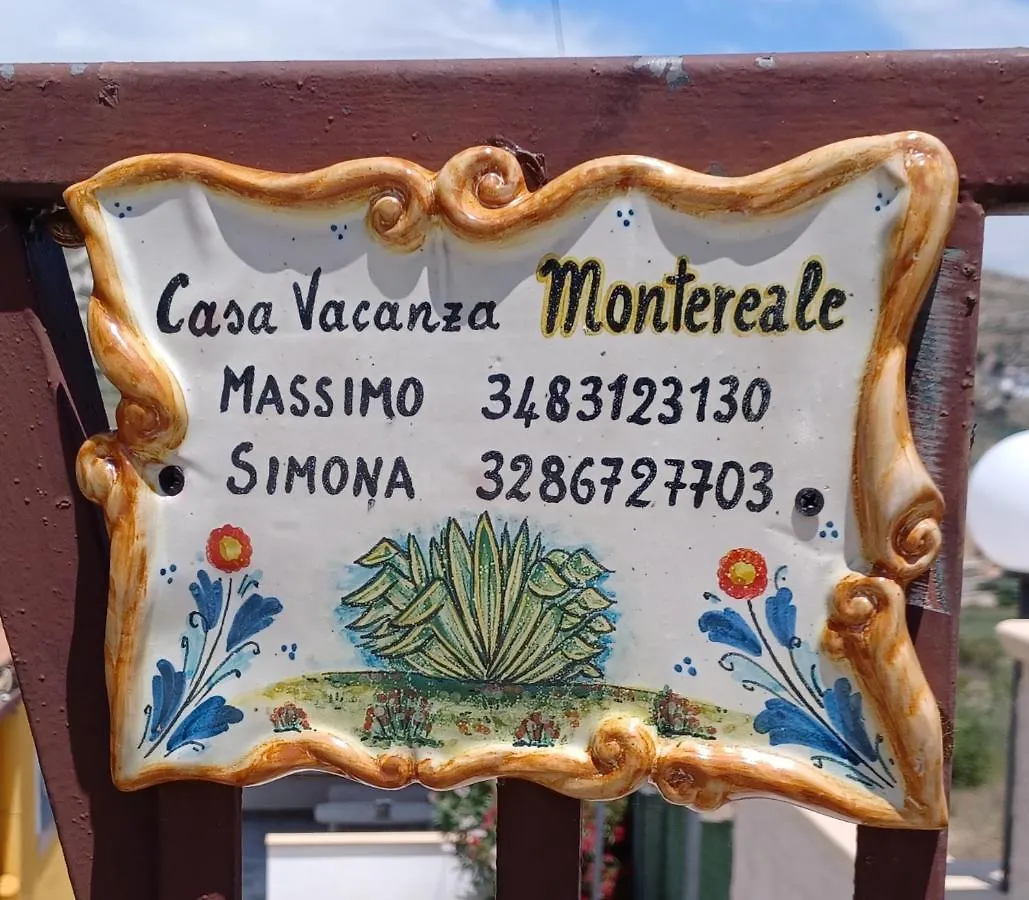 Casa Vacanza Montereale
MASSIMO 3483123130
SIMONA 3286727703